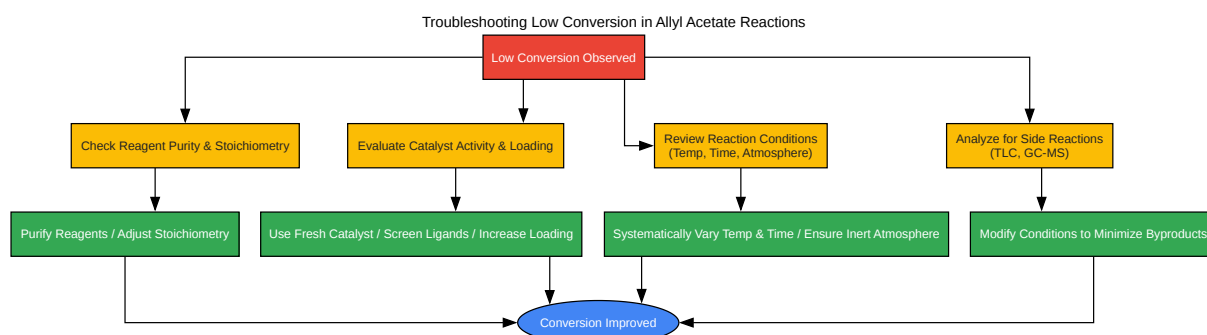 Troubleshooting Low Conversion in Allyl Acetate Reactions
Low Conversion Observed
Check Reagent Purity & Stoichiometry
Evaluate Catalyst Activity & Loading
Review Reaction Conditions
(Temp, Time, Atmosphere)
Analyze for Side Reactions
(TLC, GC-MS)
Purify Reagents / Adjust Stoichiometry
Use Fresh Catalyst / Screen Ligands / Increase Loading
Systematically Vary Temp & Time / Ensure Inert Atmosphere
Modify Conditions to Minimize Byproducts
Conversion Improved